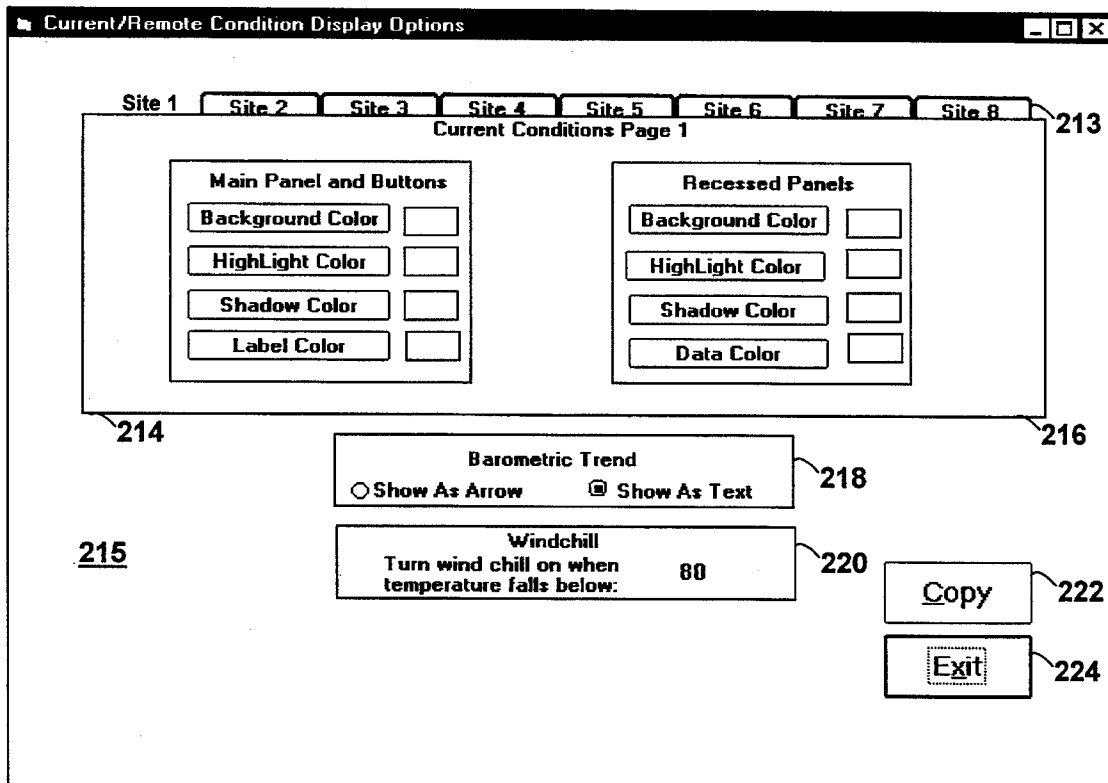 Current/Remote Condition Display Options
Site 1 Site 2 Site 3 Site 4 Site 5 Site 6 Site 7 Site 8 213
Current Conditions Page 1
Main Panel and Buttons
Background Color
HighLight Color
Shadow Color
Label Color
Recessed Panels
Background Color
HighLight Color
Shadow Color
Data Color
214 216
Barometric Trend
Show As Arrow Show As Text
218
215
Windchill
Turn wind chill on when
temperature falls below: 80
220
Copy 222
Exit 224